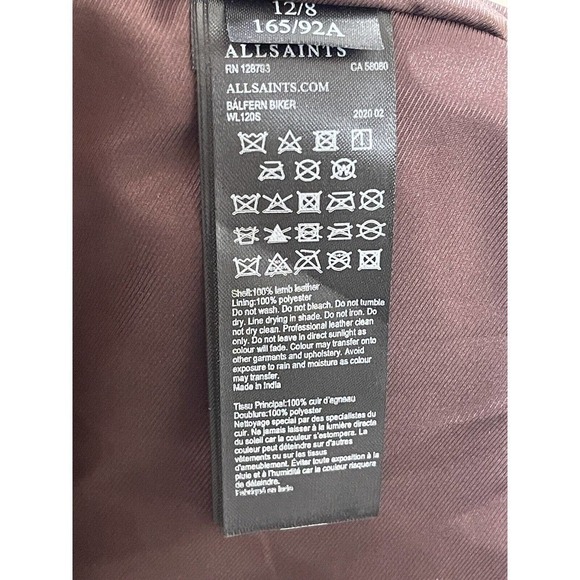 12/8
165/92A
ALLSAINTS
RN 128793 CA 58080
ALLSAINTS.COM
BALFERN BIKER
WL120S 2020 02
Shell:100% lamb leather
Lining:100% polyester
Do not wash. Do not bleach. Do not tumble
dry. Line drying in shade. Do not iron. Do
not dry clean. Professional leather clean
only. Do not leave in direct sunlight as
colour will fade. Colour may transfer onto
other garments and upholstery. Avoid
exposure to rain and moisture as colour
may transfer.
Made in India
Tissu Principal:100% cuir d'agneau
Doublure:100% polyester
Nettoyage special par des specialistes du
cuir. Ne jamais laisser à la lumière directe
du soleil car la couleur s'estompera. La
couleur peut déteindre sur d'autres
vêtements ou sur les tissus
d'ameublement. Éviter toute exposition à la
pluie et à l'humidité car la couleur risquera
de déteindre.
Fabriqué en Inde